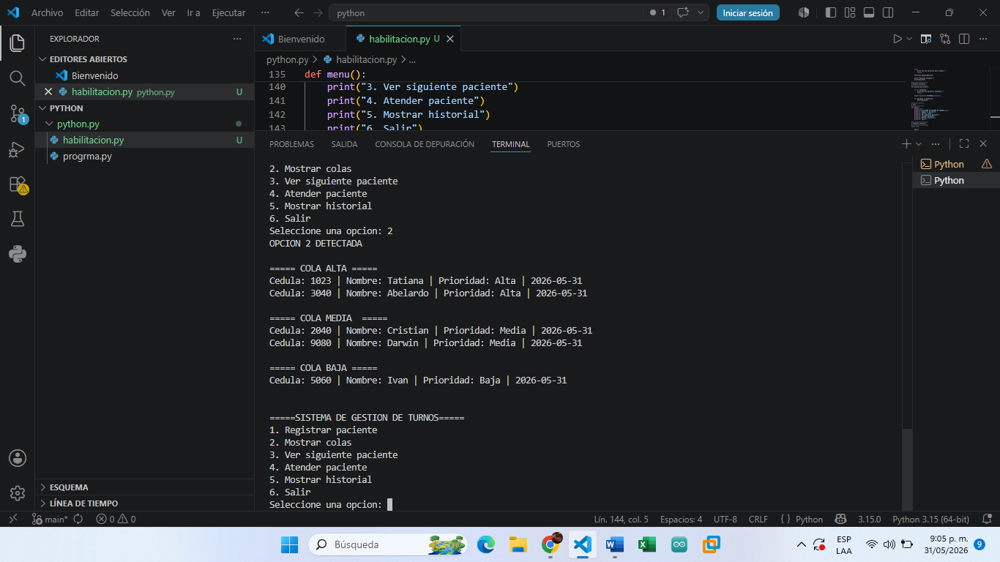 Archivo Editar Selección Ver Ir a Ejecutar ··· python 1 Iniciar sesión
EXPLORADOR ···
EDITORES ABIERTOS
Bienvenido
habilitacion.py python.py U
PYTHON
python.py
habilitacion.py U
progrma.py
ESQUEMA
LÍNEA DE TIEMPO
Bienvenido habilitacion.py U
python.py > habilitacion.py > ...
135 def menu():
140 print("3. Ver siguiente paciente")
141 print("4. Atender paciente")
142 print("5. Mostrar historial")
143 print("6. Salir")
PROBLEMAS SALIDA CONSOLA DE DEPURACIÓN TERMINAL PUERTOS
Python
Python
1
2. Mostrar colas
3. Ver siguiente paciente
4. Atender paciente
5. Mostrar historial
6. Salir
Seleccione una opcion: 2
OPCION 2 DETECTADA
===== COLA ALTA =====
Cedula: 1023 | Nombre: Tatiana | Prioridad: Alta | 2026-05-31
Cedula: 3040 | Nombre: Abelardo | Prioridad: Alta | 2026-05-31
===== COLA MEDIA  =====
Cedula: 2040 | Nombre: Cristian | Prioridad: Media | 2026-05-31
Cedula: 9080 | Nombre: Darwin | Prioridad: Media | 2026-05-31
===== COLA BAJA =====
Cedula: 5060 | Nombre: Ivan | Prioridad: Baja | 2026-05-31
=====SISTEMA DE GESTION DE TURNOS=====
1. Registrar paciente
2. Mostrar colas
3. Ver siguiente paciente
4. Atender paciente
5. Mostrar historial
6. Salir
Seleccione una opcion:
main* 0 0 Lín. 144, col. 5 Espacios: 4 UTF-8 CRLF { } Python 3.15.0 Python 3.15 (64-bit)
Búsqueda
ESP
LAA
9:05 p. m.
31/05/2026
9